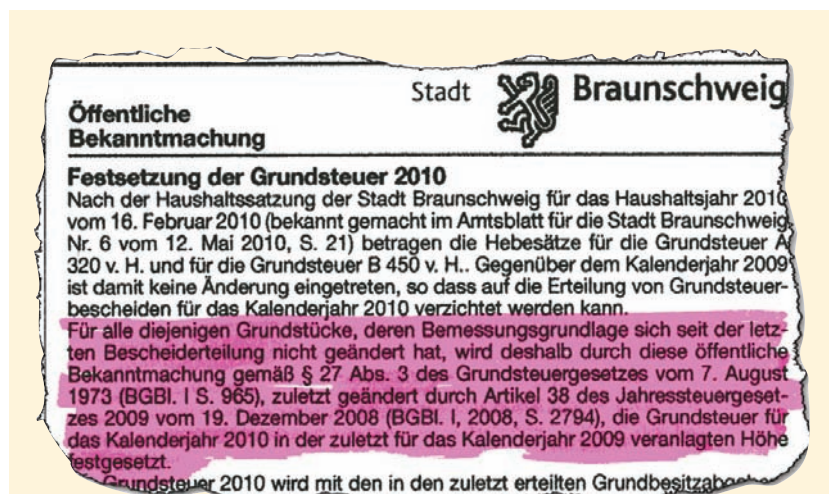 Stadt Braunschweig
Öffentliche
Bekanntmachung
Festsetzung der Grundsteuer 2010
Nach der Haushaltssatzung der Stadt Braunschweig für das Haushaltsjahr 2010
vom 16. Februar 2010 (bekannt gemacht im Amtsblatt für die Stadt Braunschweig
Nr. 6 vom 12. Mai 2010, S. 21) betragen die Hebesätze für die Grundsteuer A
320 v. H. und für die Grundsteuer B 450 v. H.. Gegenüber dem Kalenderjahr 2009
ist damit keine Änderung eingetreten, so dass auf die Erteilung von Grundsteuer-
bescheiden für das Kalenderjahr 2010 verzichtet werden kann.
Für alle diejenigen Grundstücke, deren Bemessungsgrundlage sich seit der letz-
ten Bescheiderteilung nicht geändert hat, wird deshalb durch diese öffentliche
Bekanntmachung gemäß § 27 Abs. 3 des Grundsteuergesetzes vom 7. August
1973 (BGBl. I S. 965), zuletzt geändert durch Artikel 38 des Jahressteuergeset-
zes 2009 vom 19. Dezember 2008 (BGBl. I, 2008, S. 2794), die Grundsteuer für
das Kalenderjahr 2010 in der zuletzt für das Kalenderjahr 2009 veranlagten Höhe
festgesetzt.
Grundsteuer 2010 wird mit den in den zuletzt erteilten